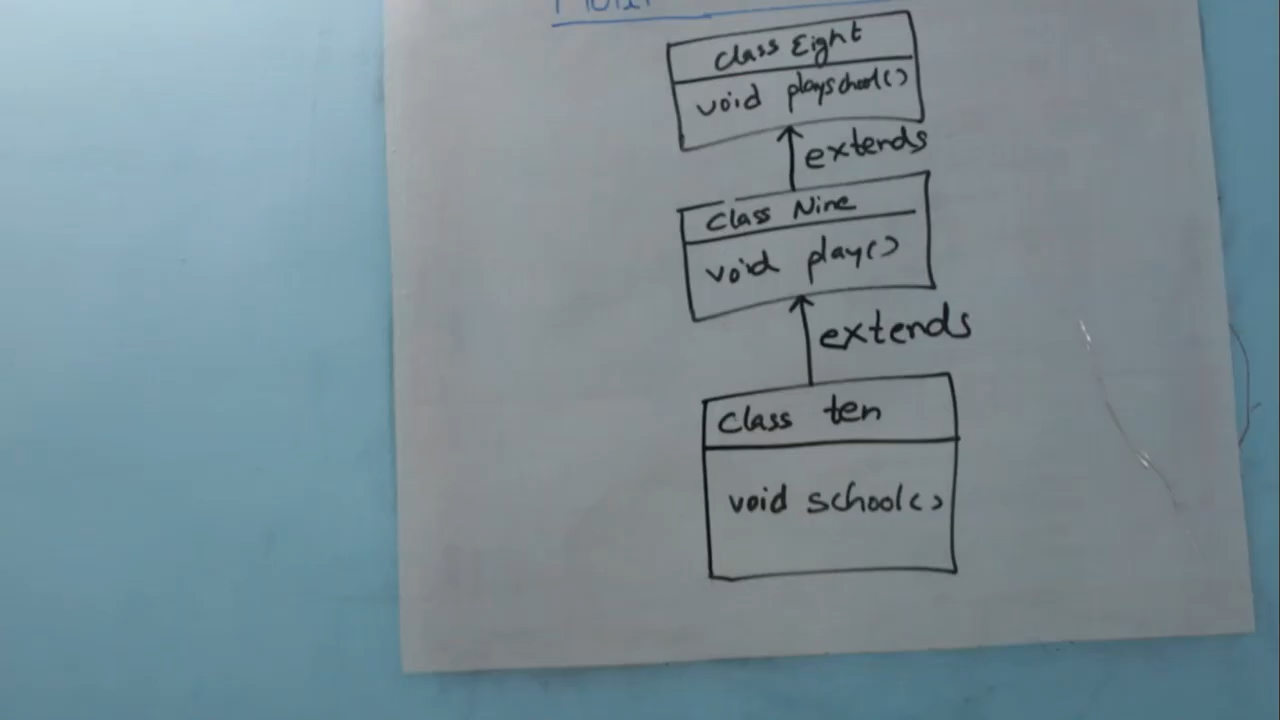 class Eight
void playschool()
extends
class Nine
void play()
extends
class ten
void school()